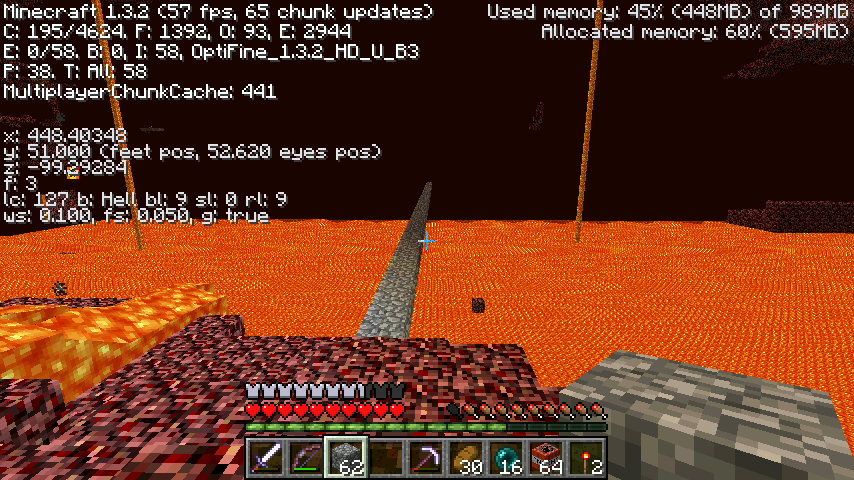 Minecraft 1.3.2 (57 fps, 65 chunk updates)
C: 195/4624. F: 1392, O: 93, E: 2944
E: 0/58. B: 0, I: 58, OptiFine_1.3.2_HD_U_B3
P: 38. T: All: 58
MultiplayerChunkCache: 441
Used memory: 45% (448MB) of 989MB
Allocated memory: 60% (595MB)
x: 448.40348
y: 51.000 (feet pos, 52.620 eyes pos)
z: -99.29284
f: 3
lc: 127 b: Hell bl: 9 sl: 0 rl: 9
ws: 0.100, fs: 0.050, g: true
62 30 16 64 2